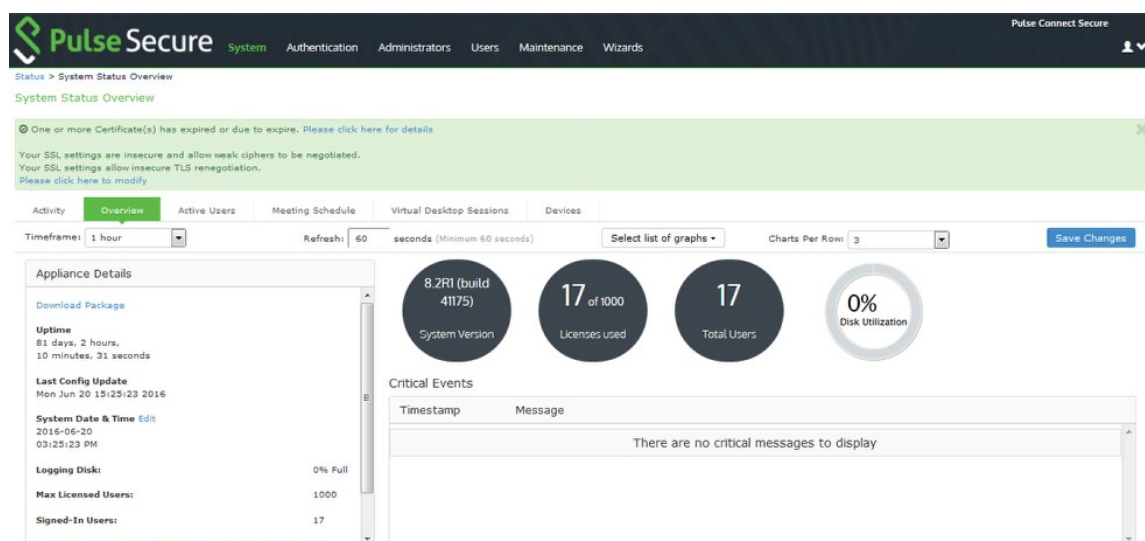 Pulse Connect Secure
Pulse Secure System Authentication Administrators Users Maintenance Wizards
Status > System Status Overview
System Status Overview
One or more Certificate(s) has expired or due to expire. Please click here for details
Your SSL settings are insecure and allow weak ciphers to be negotiated.
Your SSL settings allow insecure TLS renegotiation.
Please click here to modify
Activity Overview Active Users Meeting Schedule Virtual Desktop Sessions Devices
Timeframe: 1 hour Refresh: 60 seconds (Minimum 60 seconds) Select list of graphs Charts Per Row: 3 Save Changes
Appliance Details
Download Package
Uptime
81 days, 2 hours,
10 minutes, 31 seconds
Last Config Update
Mon Jun 20 15:25:23 2016
System Date & Time Edit
2016-06-20
03:25:23 PM
Logging Disk: 0% Full
Max Licensed Users: 1000
Signed-In Users: 17
8.2R1 (build
41175)
System Version
17 of 1000
Licenses used
17
Total Users
0%
Disk Utilization
Critical Events
Timestamp Message
There are no critical messages to display